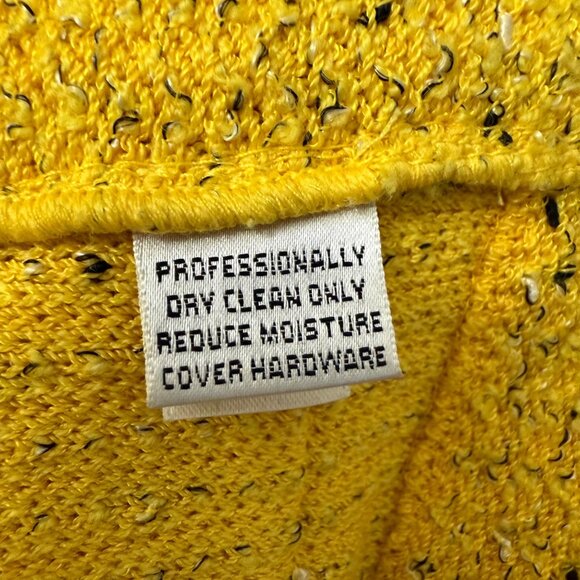 PROFESSIONALLY
DRY CLEAN ONLY
REDUCE MOISTURE
COVER HARDWARE